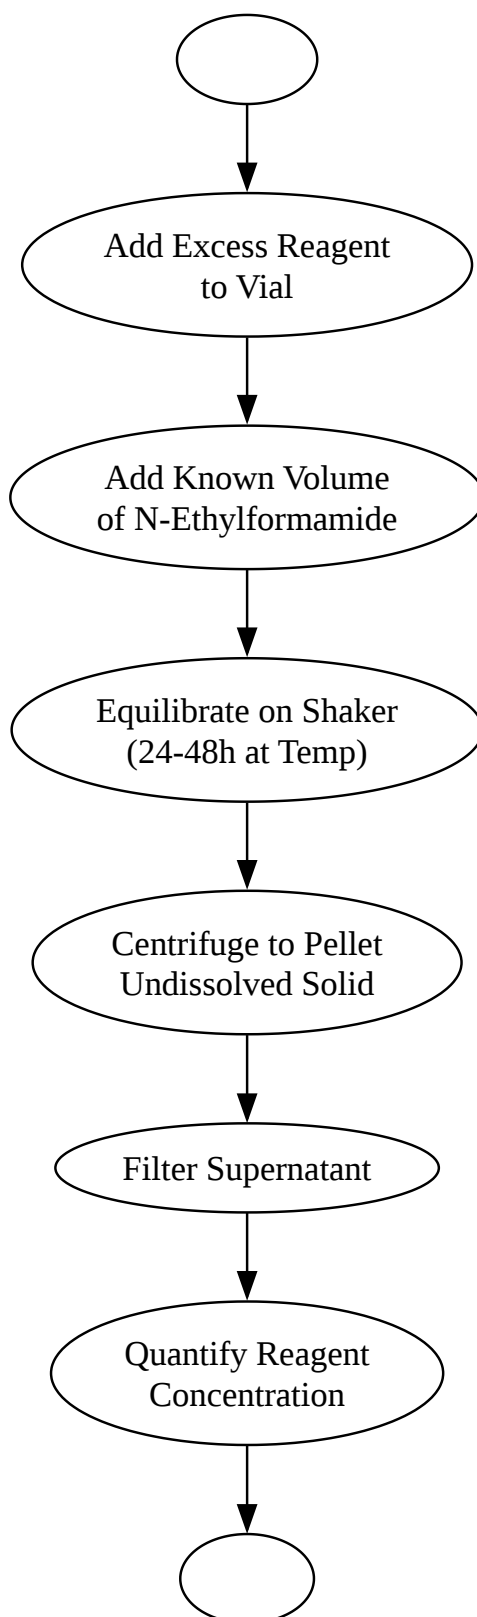 Add Excess Reagent
to Vial
Add Known Volume
of N-Ethylformamide
Equilibrate on Shaker
(24-48h at Temp)
Centrifuge to Pellet
Undissolved Solid
Filter Supernatant
Quantify Reagent
Concentration